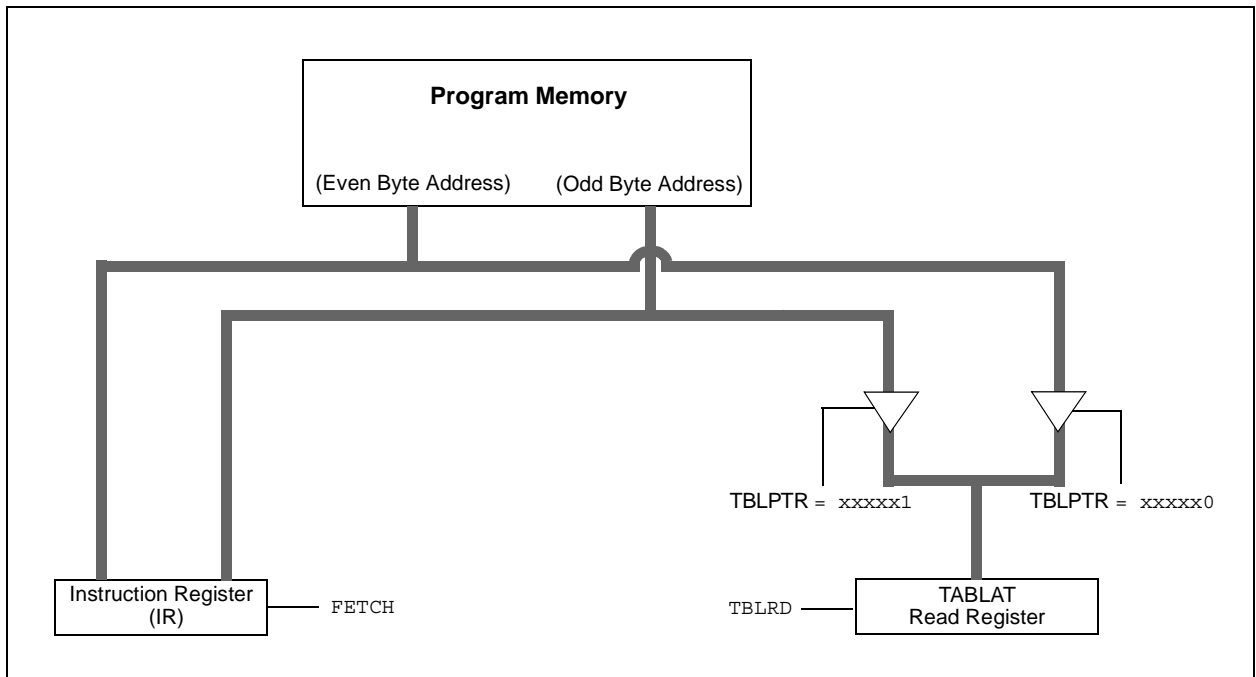 Program Memory
(Even Byte Address) (Odd Byte Address)
TBLPTR = xxxxx1 TBLPTR = xxxxx0
Instruction Register
(IR)
FETCH
TBLRD
TABLAT
Read Register